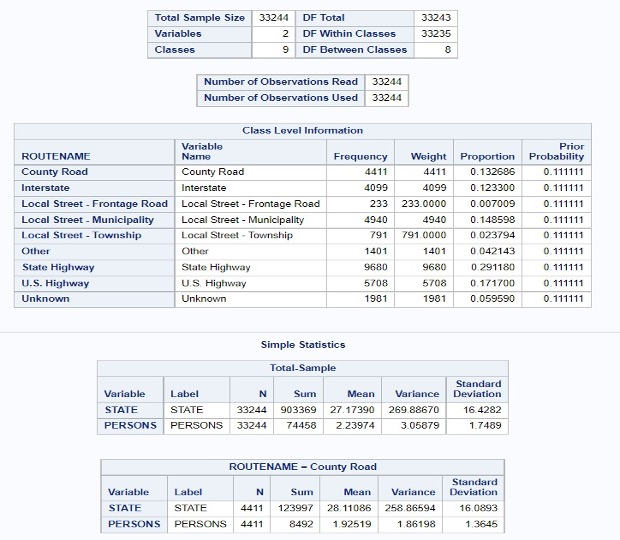 Total Sample Size 33244 DF Total 33243
Variables 2 DF Within Classes 33235
Classes 9 DF Between Classes 8
Number of Observations Read 33244
Number of Observations Used 33244
Class Level Information
ROUTENAME Variable Name Frequency Weight Proportion Prior Probability
County Road County Road 4411 4411 0.132686 0.111111
Interstate Interstate 4099 4099 0.123300 0.111111
Local Street - Frontage Road Local Street - Frontage Road 233 233.0000 0.007009 0.111111
Local Street - Municipality Local Street - Municipality 4940 4940 0.148598 0.111111
Local Street - Township Local Street - Township 791 791.0000 0.023794 0.111111
Other Other 1401 1401 0.042143 0.111111
State Highway State Highway 9680 9680 0.291180 0.111111
U.S. Highway U.S. Highway 5708 5708 0.171700 0.111111
Unknown Unknown 1981 1981 0.059590 0.111111
Simple Statistics
Total-Sample
Variable Label N Sum Mean Variance Standard Deviation
STATE STATE 33244 903369 27.17390 269.88670 16.4282
PERSONS PERSONS 33244 74458 2.23974 3.05879 1.7489
ROUTENAME = County Road
Variable Label N Sum Mean Variance Standard Deviation
STATE STATE 4411 123997 28.11086 258.86594 16.0893
PERSONS PERSONS 4411 8492 1.92519 1.86198 1.3645